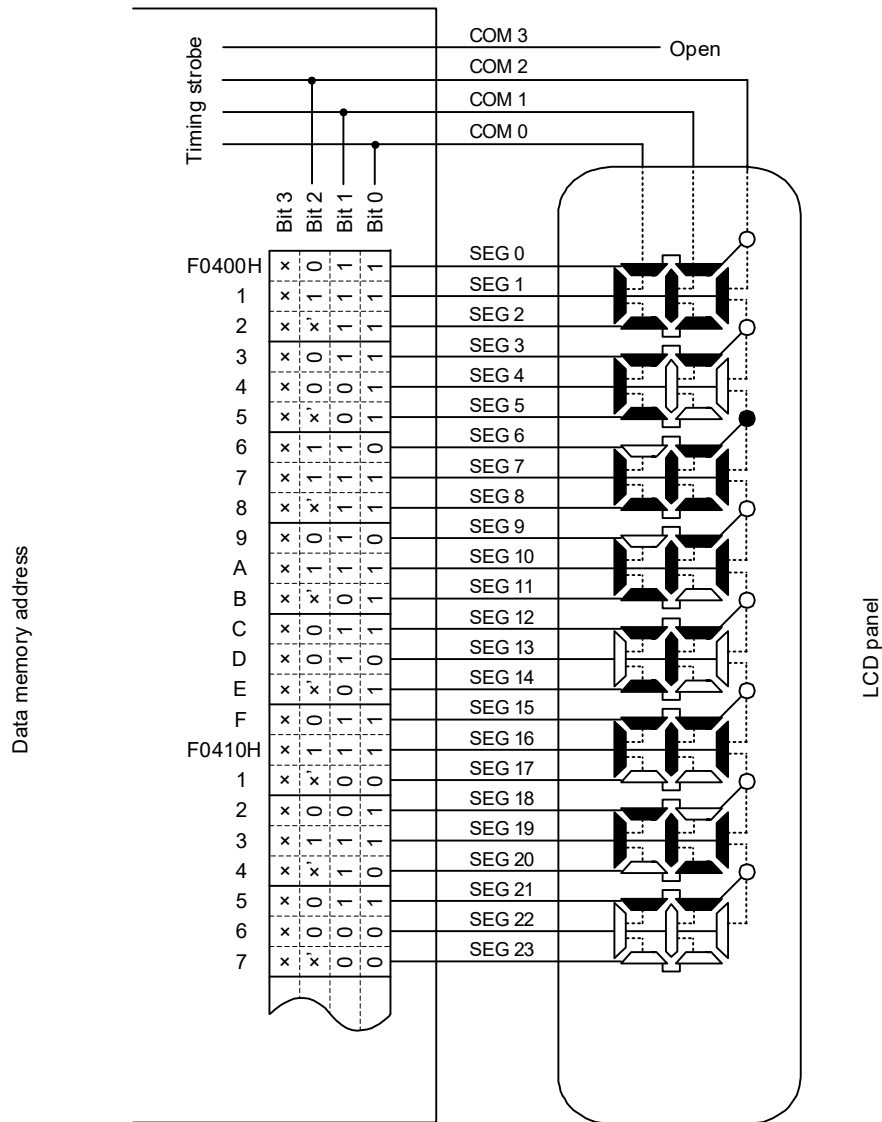 COM 3
Open
COM 2
COM 1
COM 0
Timing strobe
Bit 3
Bit 2
Bit 1
Bit 0
F0400H × 0 1 1 SEG 0
1 × 1 1 1 SEG 1
2 × ×' 1 1 SEG 2
3 × 0 1 1 SEG 3
4 × 0 0 1 SEG 4
5 × ×' 0 1 SEG 5
6 × 1 1 0 SEG 6
7 × 1 1 1 SEG 7
8 × ×' 1 1 SEG 8
9 × 0 1 0 SEG 9
A × 1 1 1 SEG 10
B × ×' 0 1 SEG 11
C × 0 1 1 SEG 12
D × 0 1 0 SEG 13
E × ×' 0 1 SEG 14
F × 0 1 1 SEG 15
F0410H × 1 1 1 SEG 16
1 × ×' 0 0 SEG 17
2 × 0 0 1 SEG 18
3 × 1 1 1 SEG 19
4 × ×' 1 0 SEG 20
5 × 0 1 1 SEG 21
6 × 0 0 0 SEG 22
7 × ×' 0 0 SEG 23
Data memory address
LCD panel